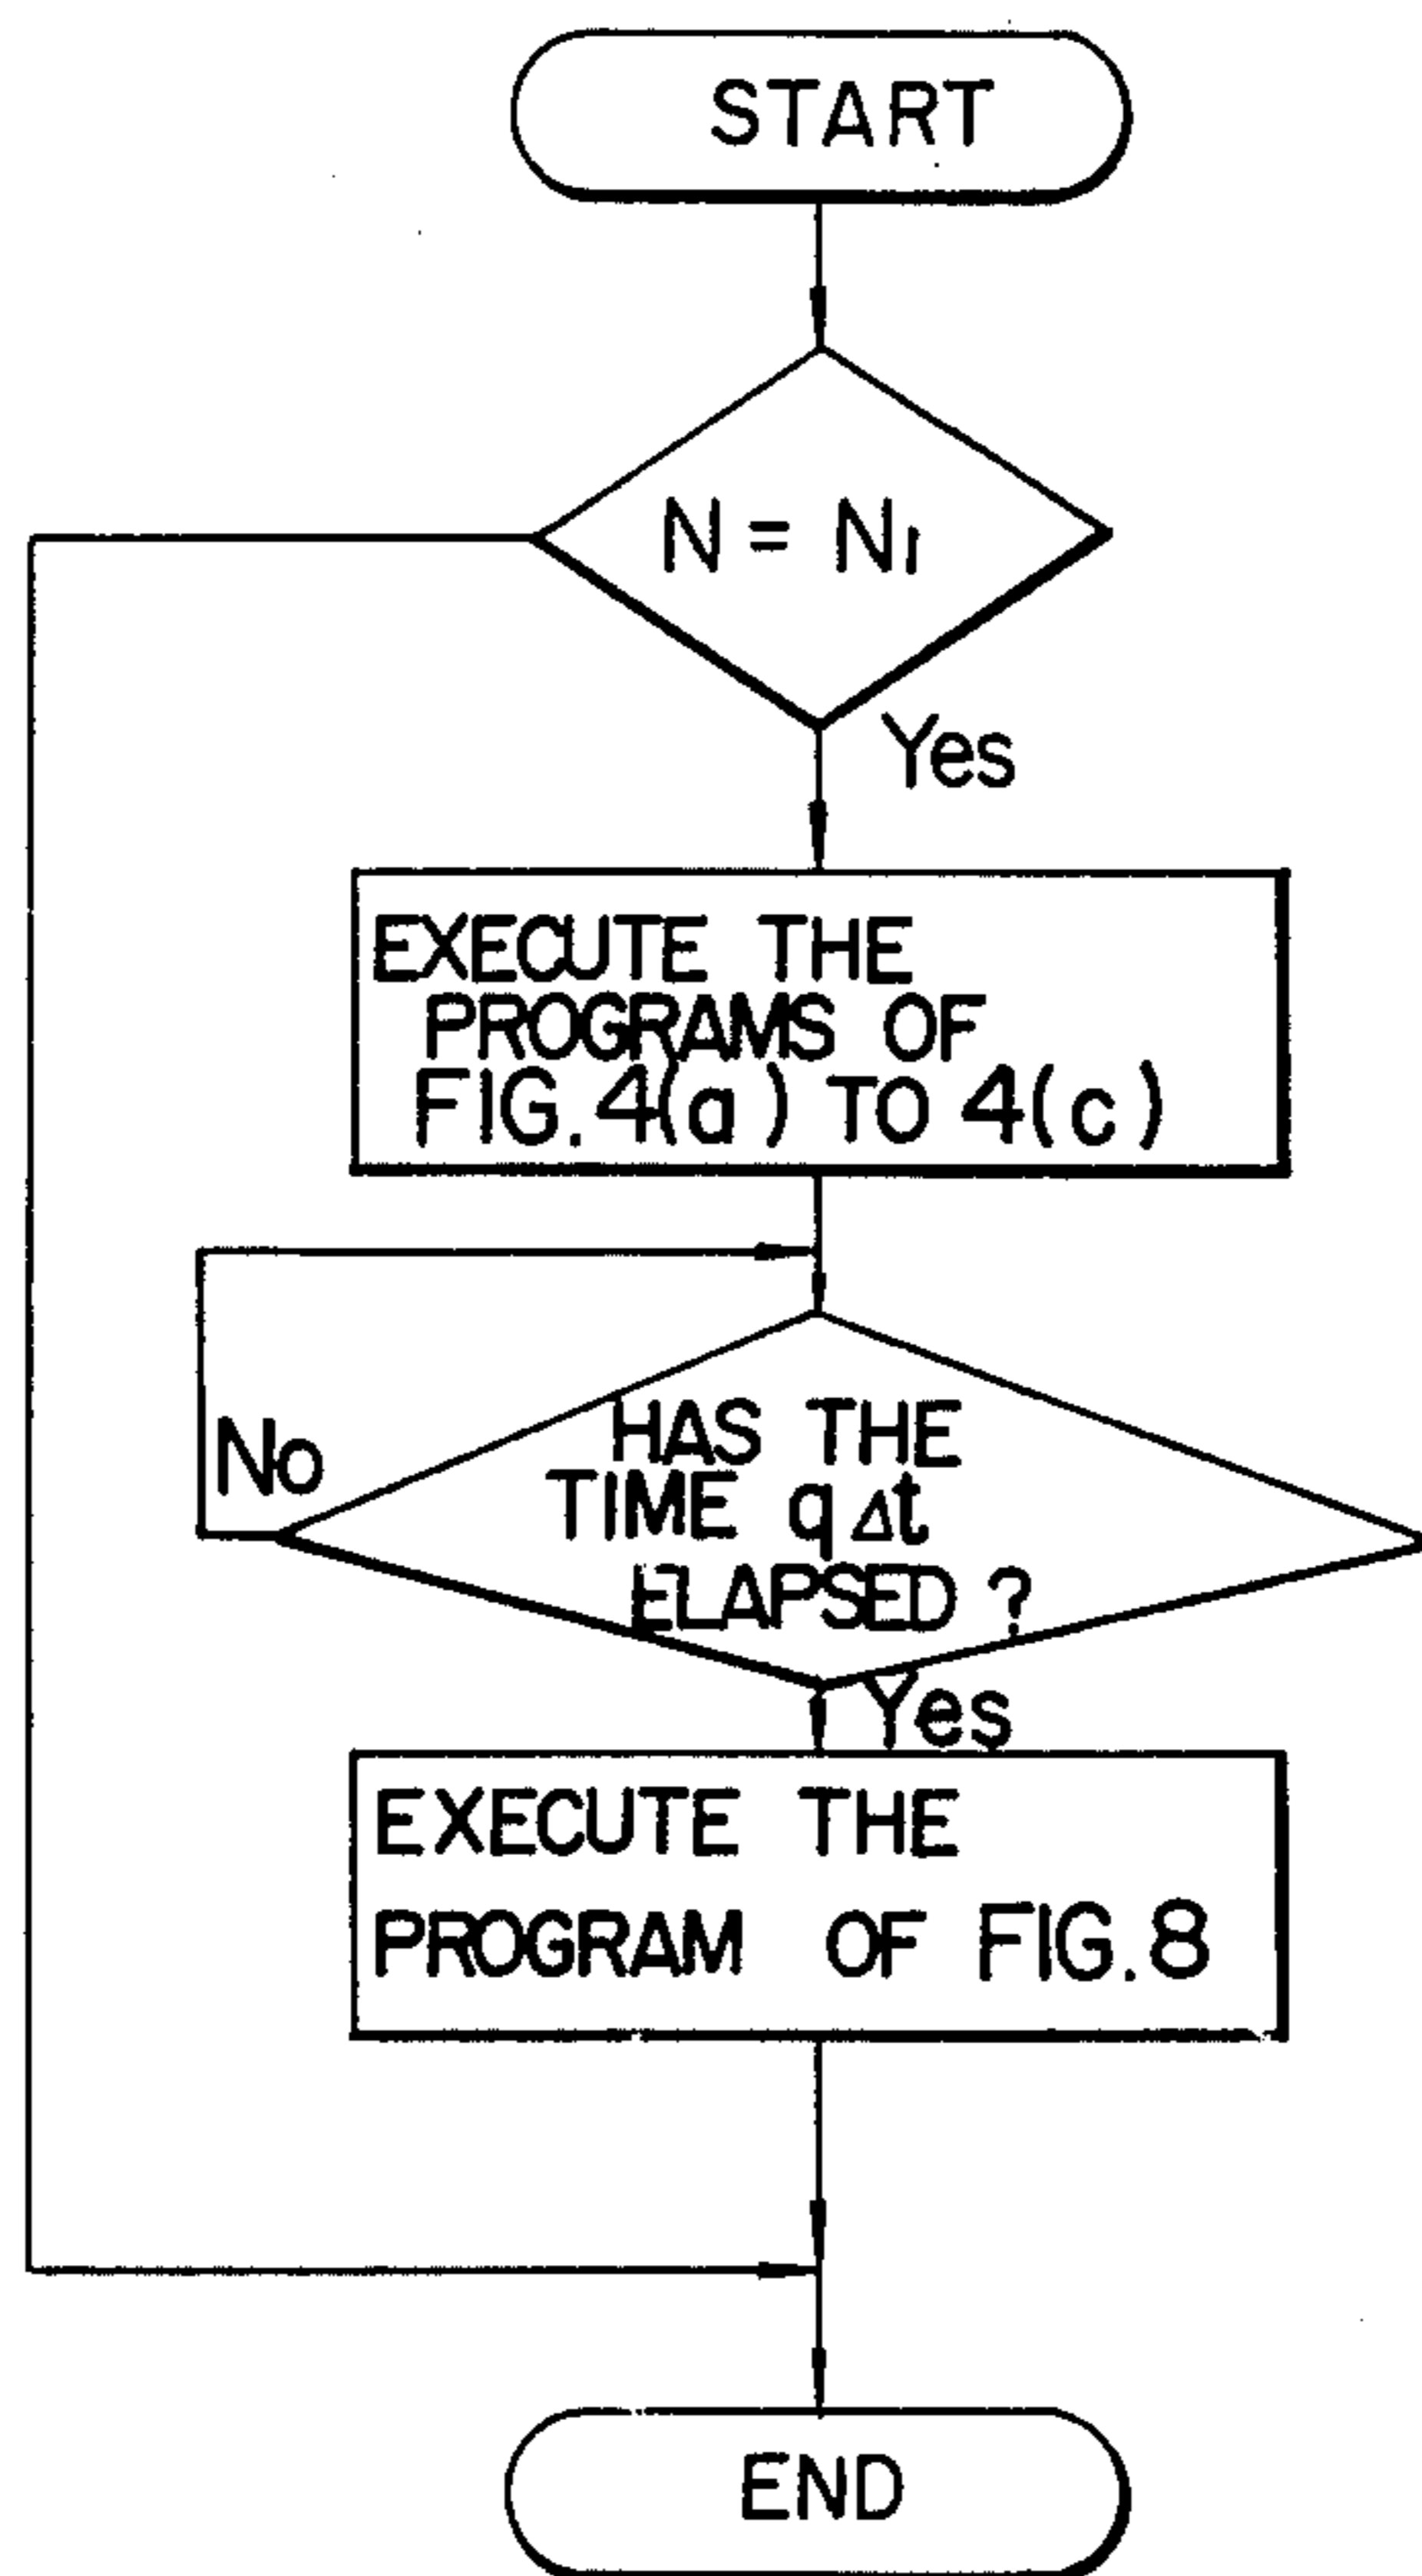 START
N = N1
Yes
EXECUTE THE
PROGRAMS OF
FIG. 4(a) TO 4(c)
No
HAS THE
TIME q Δt
ELAPSED ?
Yes
EXECUTE THE
PROGRAM OF FIG. 8
END